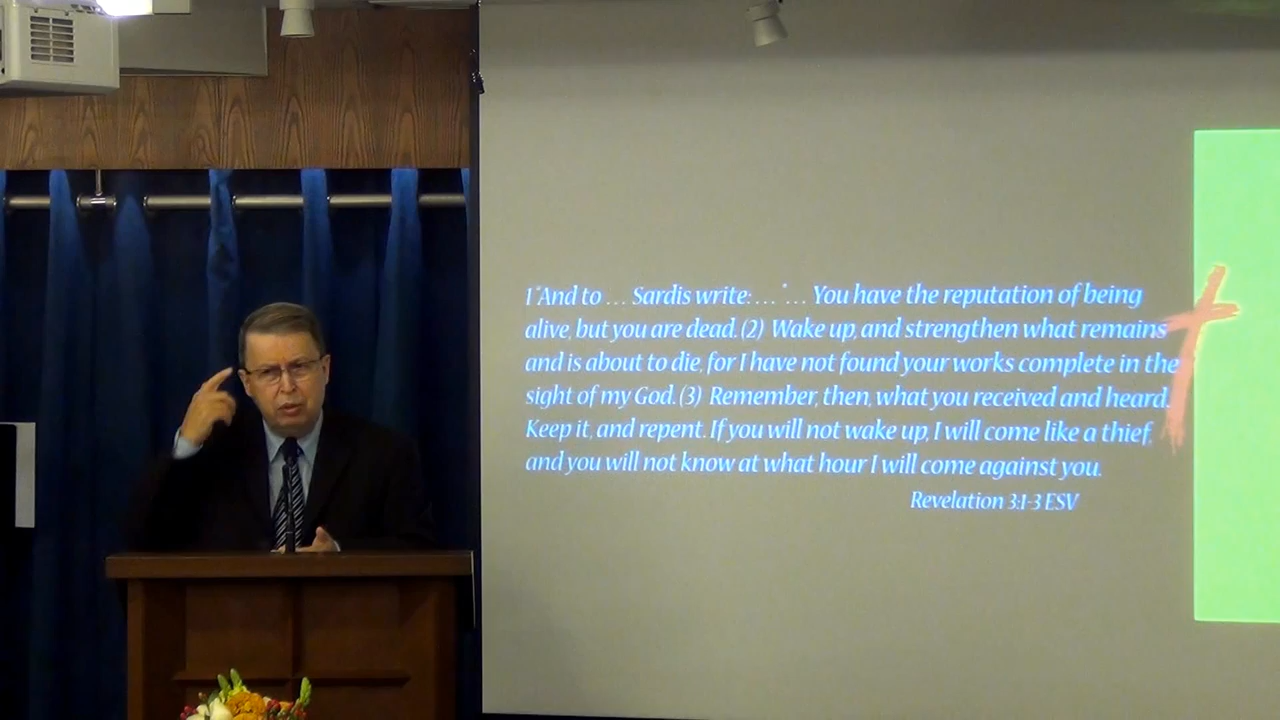 1 "And to ... Sardis write: ... "... You have the reputation of being
alive, but you are dead. (2) Wake up, and strengthen what remains
and is about to die, for I have not found your works complete in the
sight of my God. (3) Remember, then, what you received and heard.
Keep it, and repent. If you will not wake up, I will come like a thief,
and you will not know at what hour I will come against you.
Revelation 3:1-3 ESV